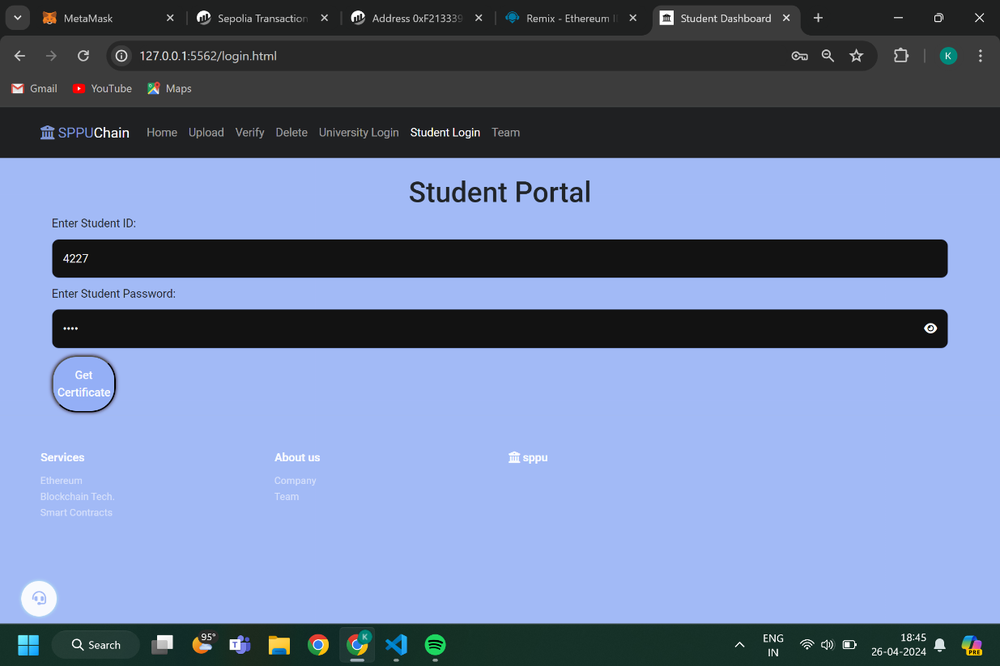 MetaMask
Sepolia Transaction
Address 0xF213339
Remix - Ethereum I
Student Dashboard
127.0.0.1:5562/login.html
K
Gmail
YouTube
Maps
SPPUChain
Home
Upload
Verify
Delete
University Login
Student Login
Team
Student Portal
Enter Student ID:
4227
Enter Student Password:
••••
Get
Certificate
Services
About us
sppu
Ethereum
Company
Blockchain Tech.
Team
Smart Contracts
Search
95°
T
K
ENG
IN
18:45
26-04-2024
PRE